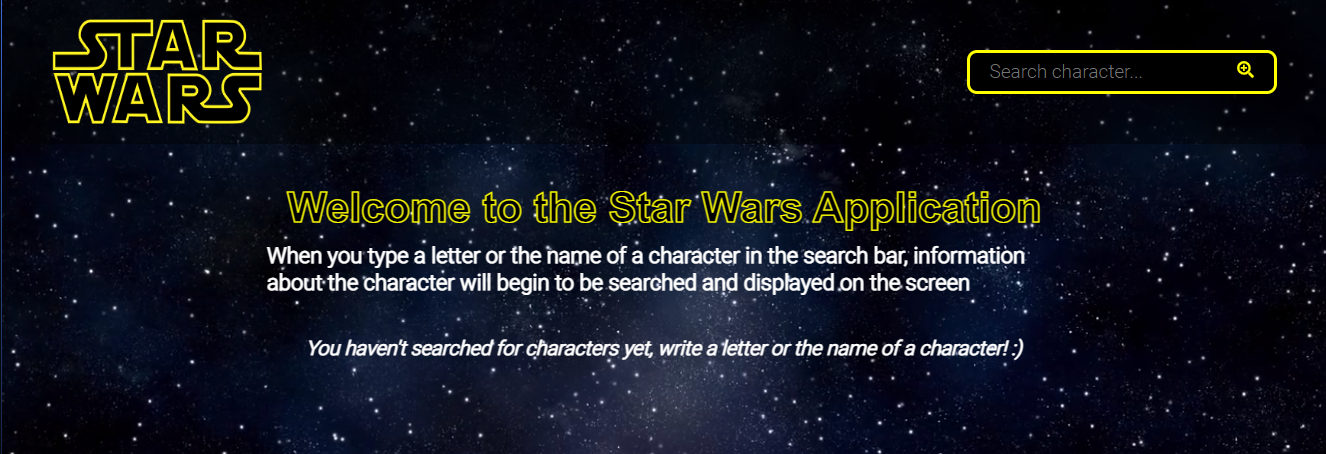 STAR
WARS
Search character...
Welcome to the Star Wars Application
When you type a letter or the name of a character in the search bar, information
about the character will begin to be searched and displayed on the screen
You haven't searched for characters yet, write a letter or the name of a character! :)